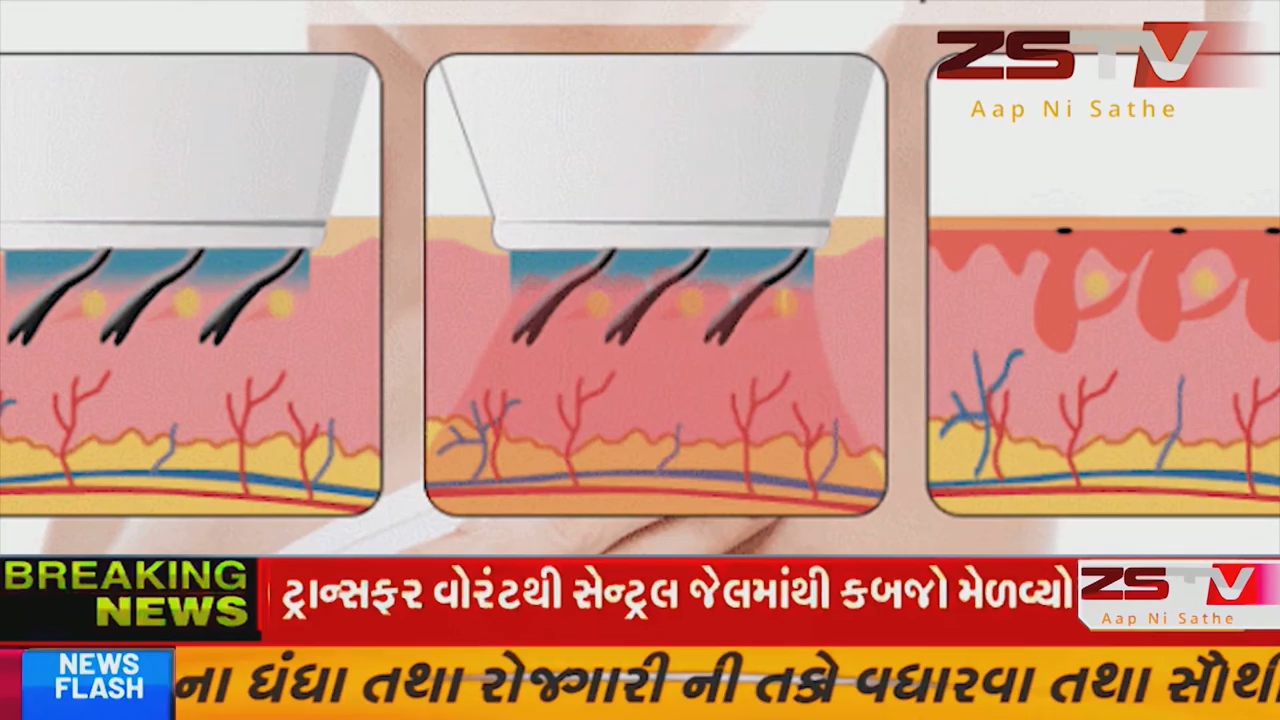 ZSTV
Aap Ni Sathe
BREAKING
NEWS
ટ્રાન્સફર વોરંટથી સેન્ટ્રલ જેલમાંથી કબજો મેળવ્યો
ZSTV
Aap Ni Sathe
NEWS
FLASH
ના ધંધા તથા રોજગારી ની તકો વધારવા તથા સૌથી